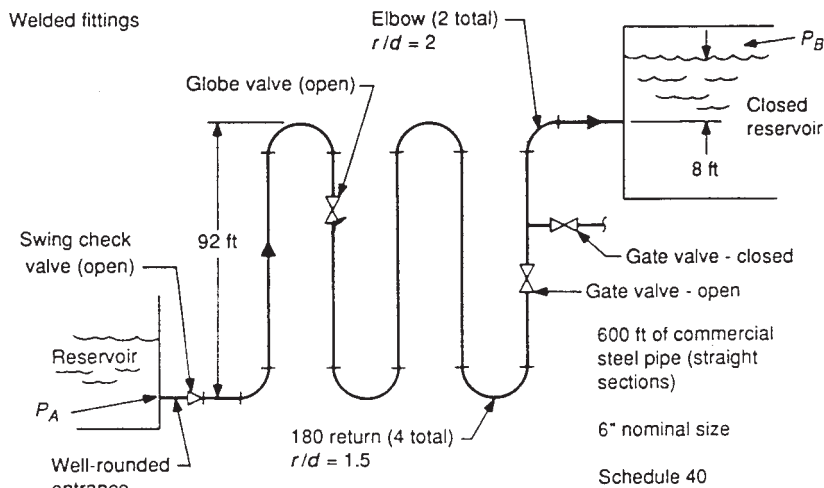 Welded fittings
Elbow (2 total)
r/d = 2
P_B
Globe valve (open)
Closed
reservoir
8 ft
92 ft
Swing check
valve (open)
Gate valve - closed
Gate valve - open
Reservoir
600 ft of commercial
steel pipe (straight
sections)
P_A
6" nominal size
180 return (4 total)
r/d = 1.5
Well-rounded
entrance
Schedule 40